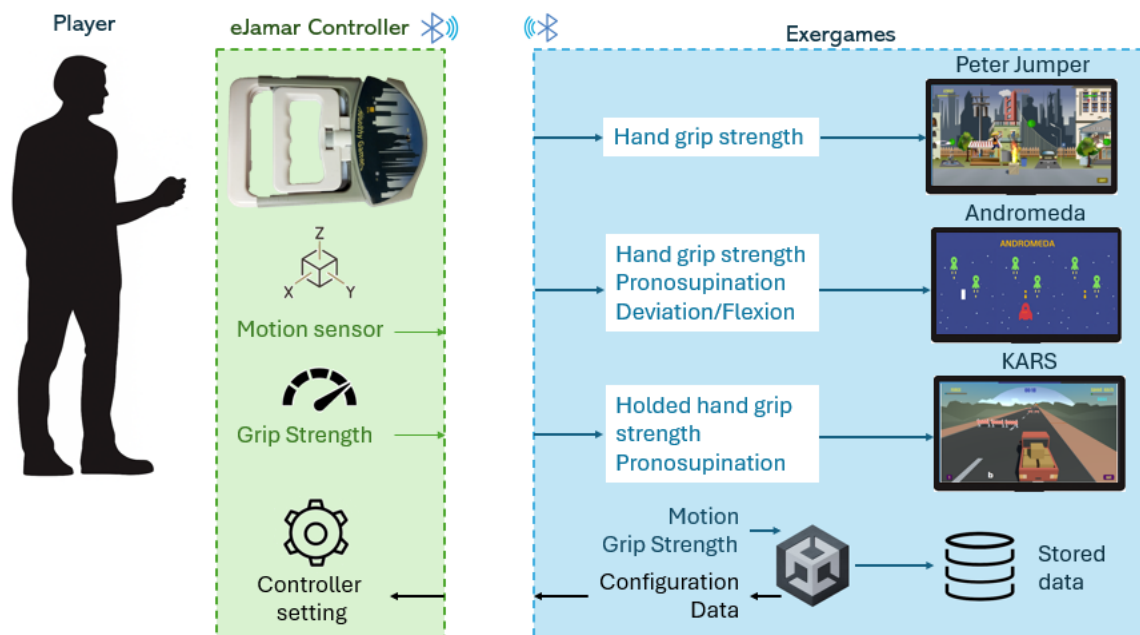 Player
eJamar Controller
Exergames
Peter Jumper
Hand grip strength
Andromeda
ANDROMEDA
Hand grip strength
Pronosupination
Deviation/Flexion
Z
X
Y
Motion sensor
KARS
Holded hand grip
strength
Pronosupination
Grip Strength
Motion
Grip Strength
Configuration
Data
Stored
data
Controller
setting